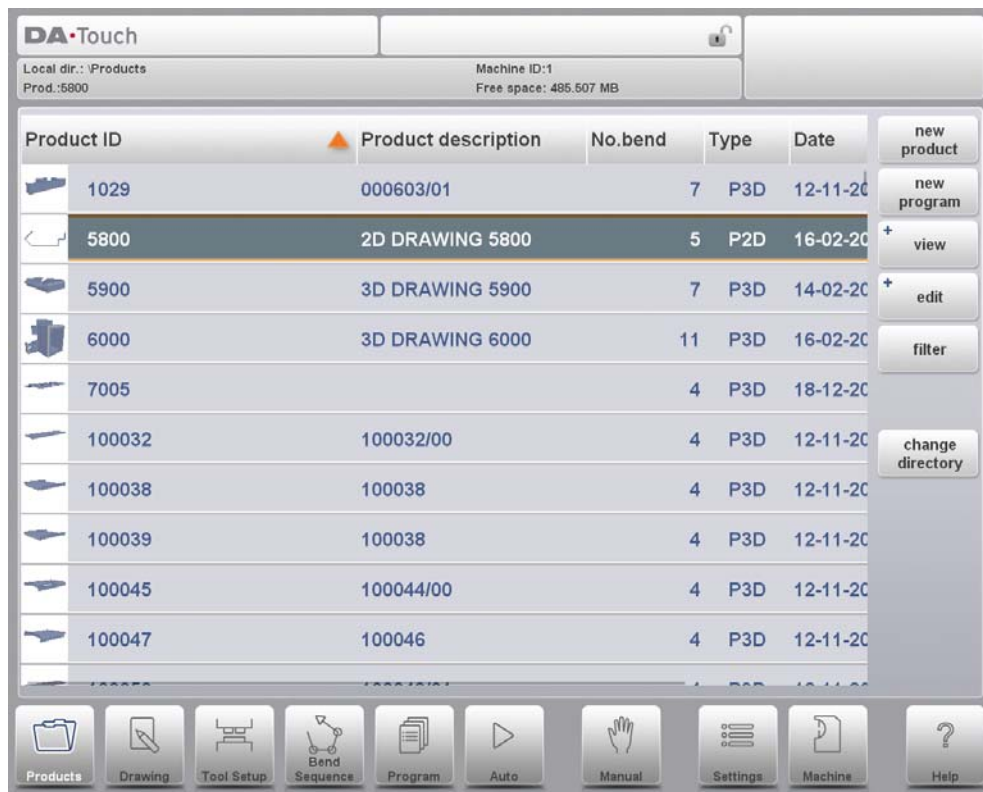 DA·Touch
Local dir.: \Products
Machine ID:1
Prod.:5800
Free space: 485.507 MB
Product ID Product description No.bend Type Date
1029 000603/01 7 P3D 12-11-20
5800 2D DRAWING 5800 5 P2D 16-02-20
5900 3D DRAWING 5900 7 P3D 14-02-20
6000 3D DRAWING 6000 11 P3D 16-02-20
7005 4 P3D 18-12-20
100032 100032/00 4 P3D 12-11-20
100038 100038 4 P3D 12-11-20
100039 100038 4 P3D 12-11-20
100045 100044/00 4 P3D 12-11-20
100047 100046 4 P3D 12-11-20
new
product
new
program
+ view
+ edit
filter
change
directory
Products
Drawing
Tool Setup
Bend
Sequence
Program
Auto
Manual
Settings
Machine
?
Help